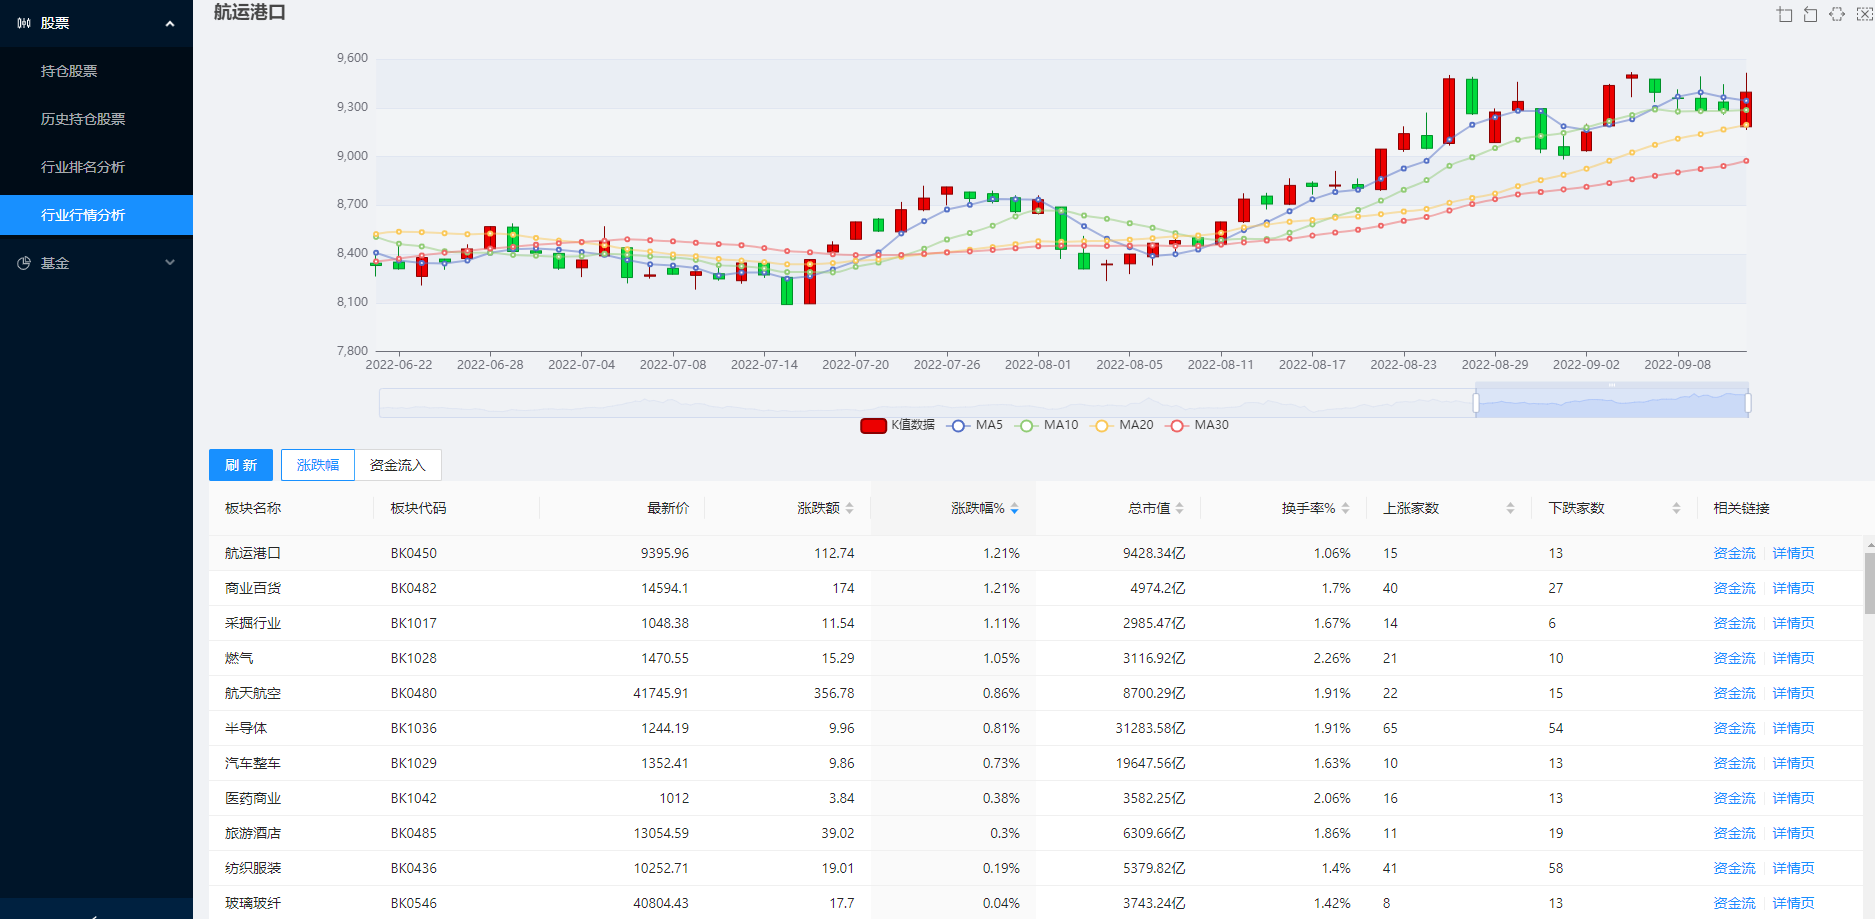 股票
持仓股票
历史持仓股票
行业排名分析
行业行情分析
基金
航运港口
9,600
9,300
9,000
8,700
8,400
8,100
7,800
2022-06-22 2022-06-28 2022-07-04 2022-07-08 2022-07-14 2022-07-20 2022-07-26 2022-08-01 2022-08-05 2022-08-11 2022-08-17 2022-08-23 2022-08-29 2022-09-02 2022-09-08
K值数据 MA5 MA10 MA20 MA30
刷 新 涨跌幅 资金流入
板块名称 板块代码 最新价 涨跌额 涨跌幅% 总市值 换手率% 上涨家数 下跌家数 相关链接
航运港口 BK0450 9395.96 112.74 1.21% 9428.34亿 1.06% 15 13 资金流 详情页
商业百货 BK0482 14594.1 174 1.21% 4974.2亿 1.7% 40 27 资金流 详情页
采掘行业 BK1017 1048.38 11.54 1.11% 2985.47亿 1.67% 14 6 资金流 详情页
燃气 BK1028 1470.55 15.29 1.05% 3116.92亿 2.26% 21 10 资金流 详情页
航天航空 BK0480 41745.91 356.78 0.86% 8700.29亿 1.91% 22 15 资金流 详情页
半导体 BK1036 1244.19 9.96 0.81% 31283.58亿 1.91% 65 54 资金流 详情页
汽车整车 BK1029 1352.41 9.86 0.73% 19647.56亿 1.63% 10 13 资金流 详情页
医药商业 BK1042 1012 3.84 0.38% 3582.25亿 2.06% 16 13 资金流 详情页
旅游酒店 BK0485 13054.59 39.02 0.3% 6309.66亿 1.86% 11 19 资金流 详情页
纺织服装 BK0436 10252.71 19.01 0.19% 5379.82亿 1.4% 41 58 资金流 详情页
玻璃玻纤 BK0546 40804.43 17.7 0.04% 3743.24亿 1.42% 8 13 资金流 详情页